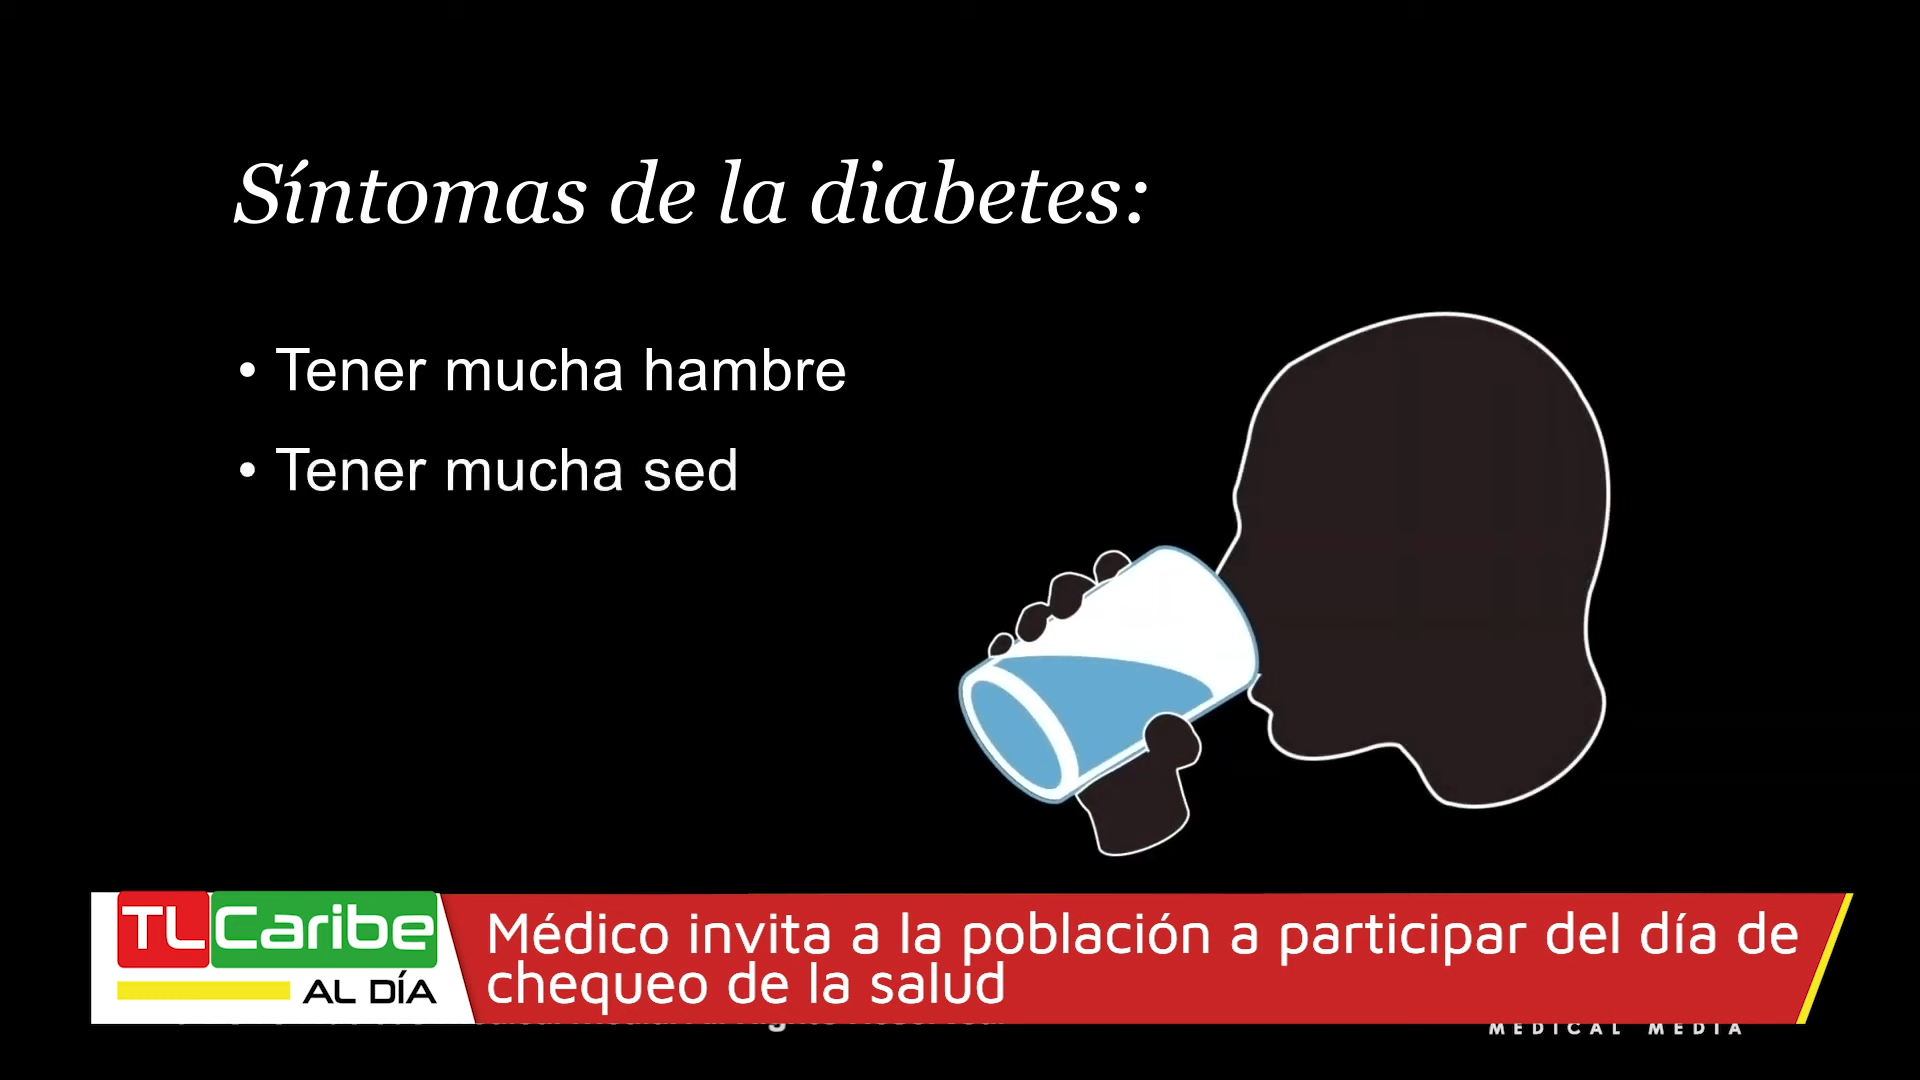 Síntomas de la diabetes:
• Tener mucha hambre
• Tener mucha sed
TLCaribe
AL DÍA
Médico invita a la población a participar del día de
chequeo de la salud
MEDICAL MEDIA